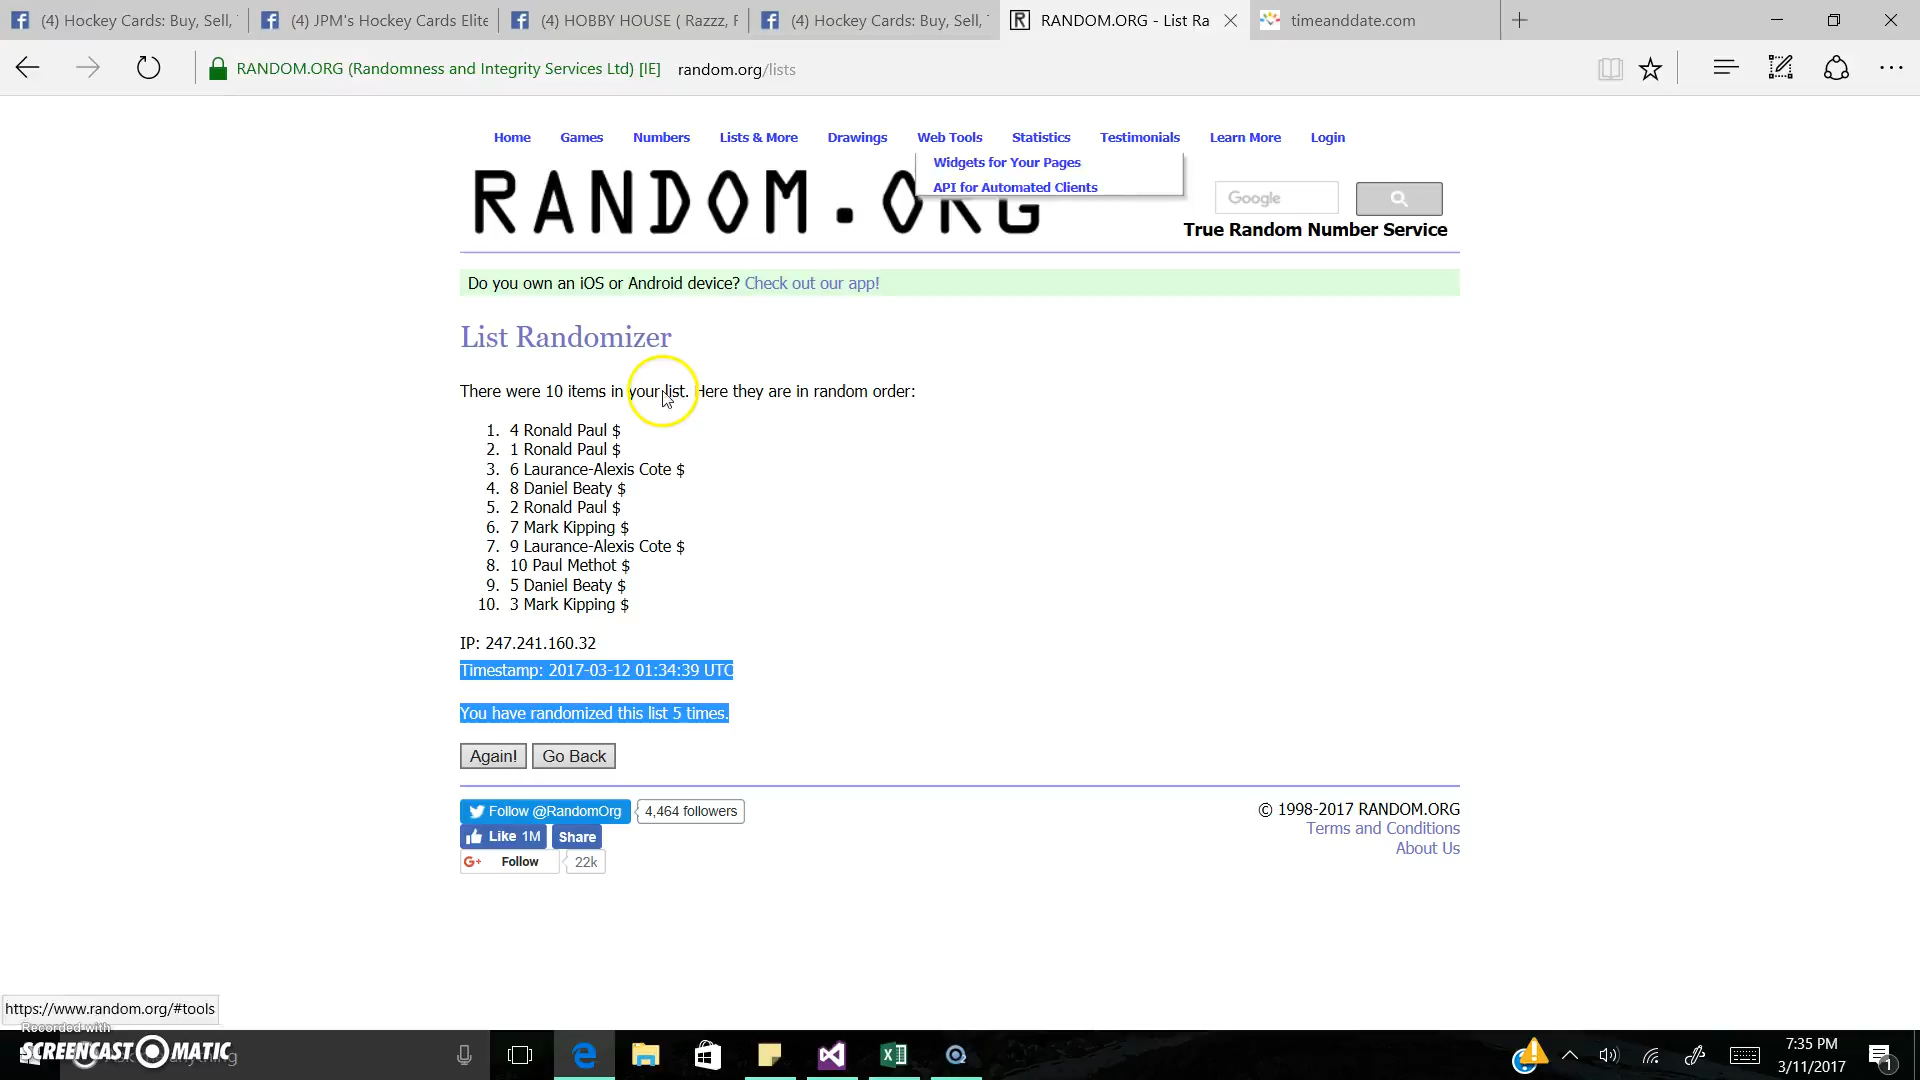 (4) Hockey Cards: Buy, Sell,
(4) JPM's Hockey Cards Elite
(4) HOBBY HOUSE ( Razzz, F
(4) Hockey Cards: Buy, Sell,
RANDOM.ORG - List Ra
timeanddate.com
RANDOM.ORG (Randomness and Integrity Services Ltd) [IE]
random.org/lists
Home
Games
Numbers
Lists & More
Drawings
Web Tools
Statistics
Testimonials
Learn More
Login
Widgets for Your Pages
API for Automated Clients
RANDOM.ORG
Google
True Random Number Service
Do you own an iOS or Android device? Check out our app!
List Randomizer
There were 10 items in your list. Here they are in random order:
1. 4 Ronald Paul $
2. 1 Ronald Paul $
3. 6 Laurance-Alexis Cote $
4. 8 Daniel Beaty $
5. 2 Ronald Paul $
6. 7 Mark Kipping $
7. 9 Laurance-Alexis Cote $
8. 10 Paul Methot $
9. 5 Daniel Beaty $
10. 3 Mark Kipping $
IP: 247.241.160.32
Timestamp: 2017-03-12 01:34:39 UTC
You have randomized this list 5 times.
Again!
Go Back
Follow @RandomOrg
4,464 followers
Like 1M
Share
G+ Follow
22k
© 1998-2017 RANDOM.ORG
Terms and Conditions
About Us
https://www.random.org/#tools
Recorded with
SCREENCAST-O-MATIC
7:35 PM
3/11/2017
1